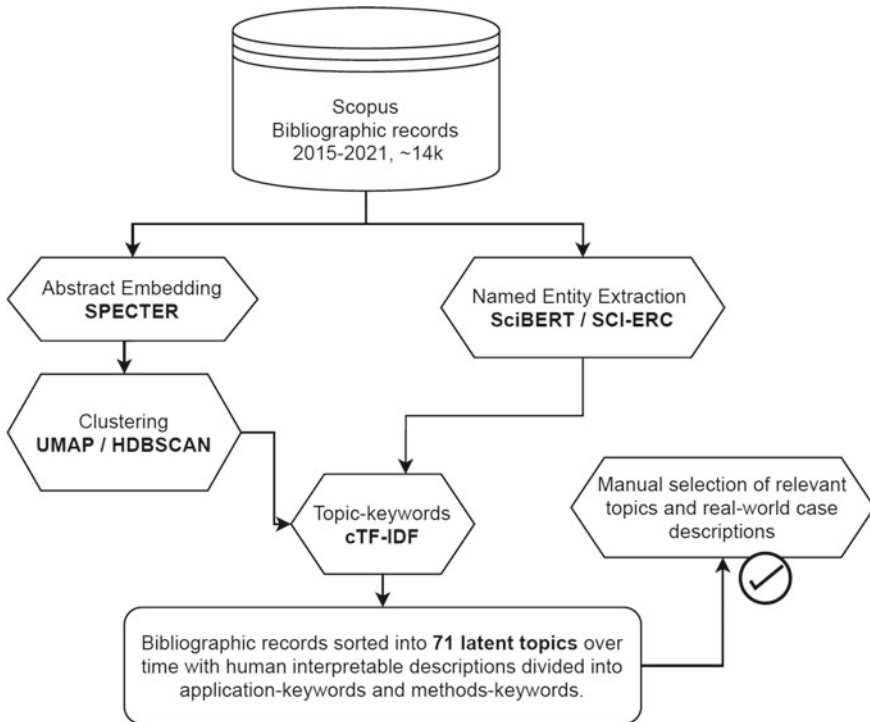 Scopus
Bibliographic records
2015-2021, ~14k
Abstract Embedding
SPECTER
Named Entity Extraction
SciBERT / SCI-ERC
Clustering
UMAP / HDBSCAN
Topic-keywords
cTF-IDF
Manual selection of relevant
topics and real-world case
descriptions
Bibliographic records sorted into 71 latent topics over
time with human interpretable descriptions divided into
application-keywords and methods-keywords.